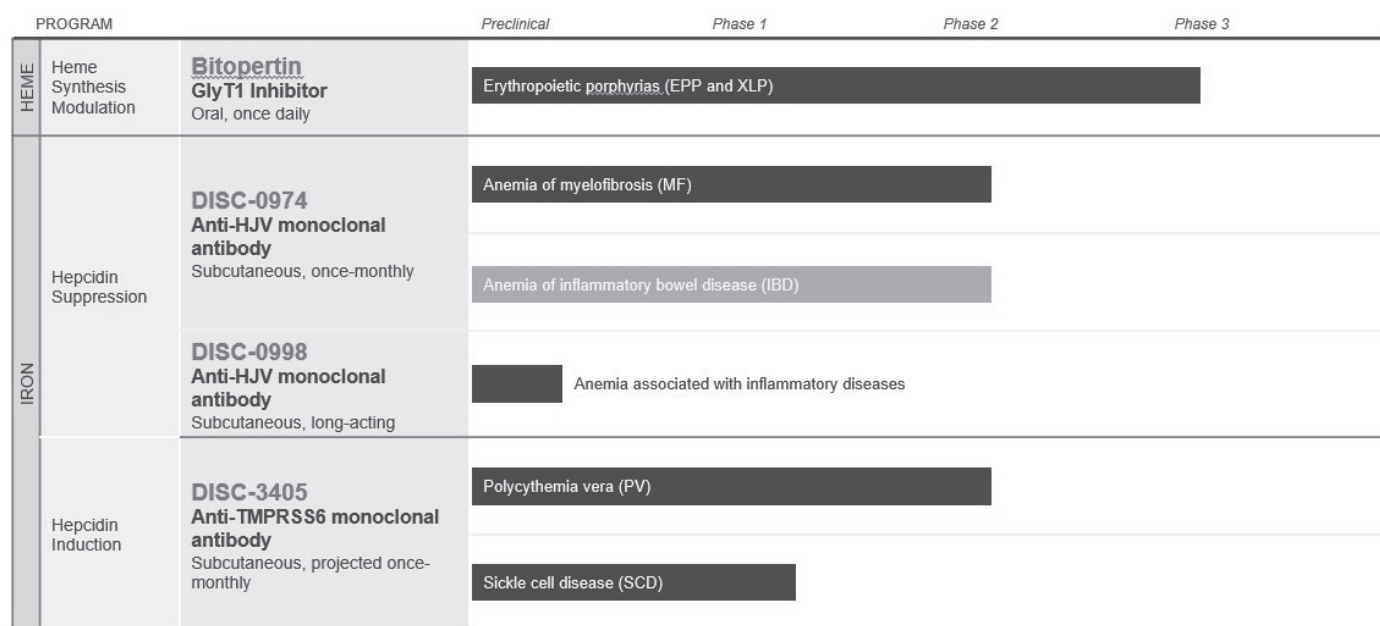 PROGRAM
Preclinical
Phase 1
Phase 2
Phase 3
HEME
Heme
Synthesis
Modulation
Bitopertin
GlyT1 Inhibitor
Oral, once daily
Erythropoietic porphyrias (EPP and XLP)
IRON
Hepcidin
Suppression
DISC-0974
Anti-HJV monoclonal
antibody
Subcutaneous, once-monthly
Anemia of myelofibrosis (MF)
Anemia of inflammatory bowel disease (IBD)
DISC-0998
Anti-HJV monoclonal
antibody
Subcutaneous, long-acting
Anemia associated with inflammatory diseases
Hepcidin
Induction
DISC-3405
Anti-TMPRSS6 monoclonal
antibody
Subcutaneous, projected once-
monthly
Polycythemia vera (PV)
Sickle cell disease (SCD)